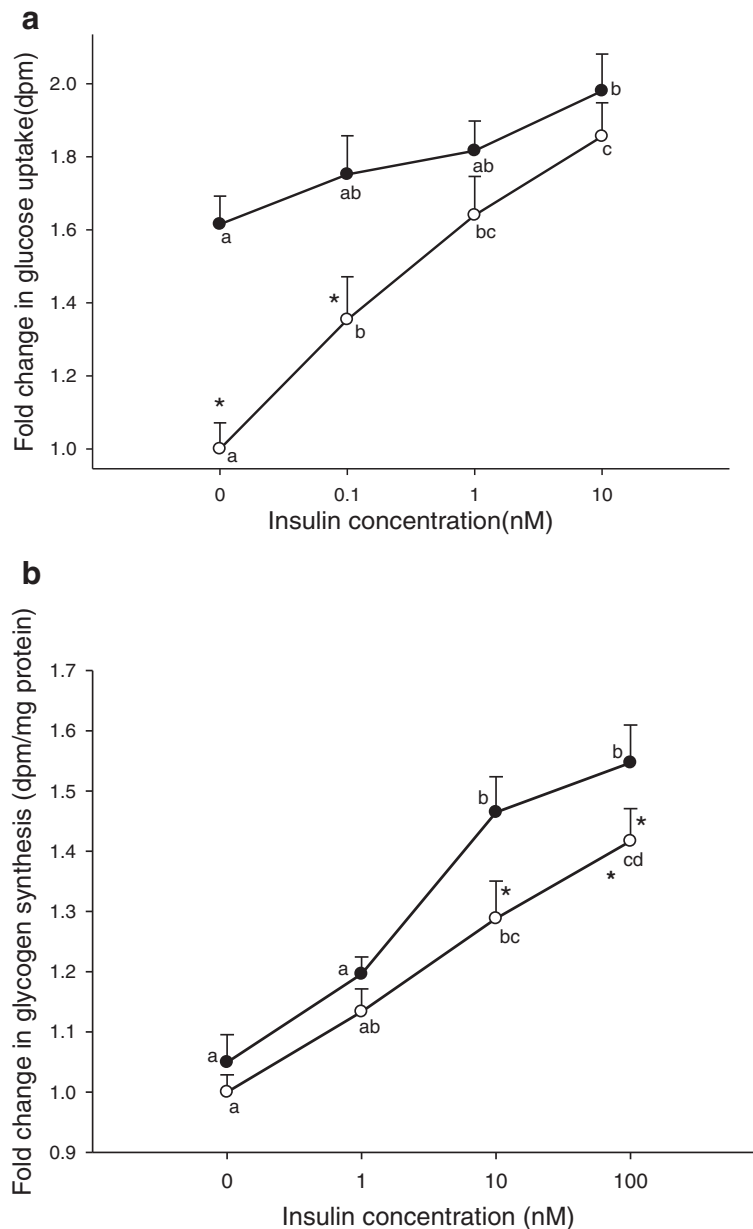 a
Fold change in glucose uptake(dpm)
2.0
1.8
1.6
1.4
1.2
1.0
a
ab
ab
b
*
a
*
b
bc
c
0 0.1 1 10
Insulin concentration(nM)
b
Fold change in glycogen synthesis (dpm/mg protein)
1.7
1.6
1.5
1.4
1.3
1.2
1.1
1.0
0.9
a
a
b
b
a
ab
*
bc
*
cd
*
0 1 10 100
Insulin concentration (nM)